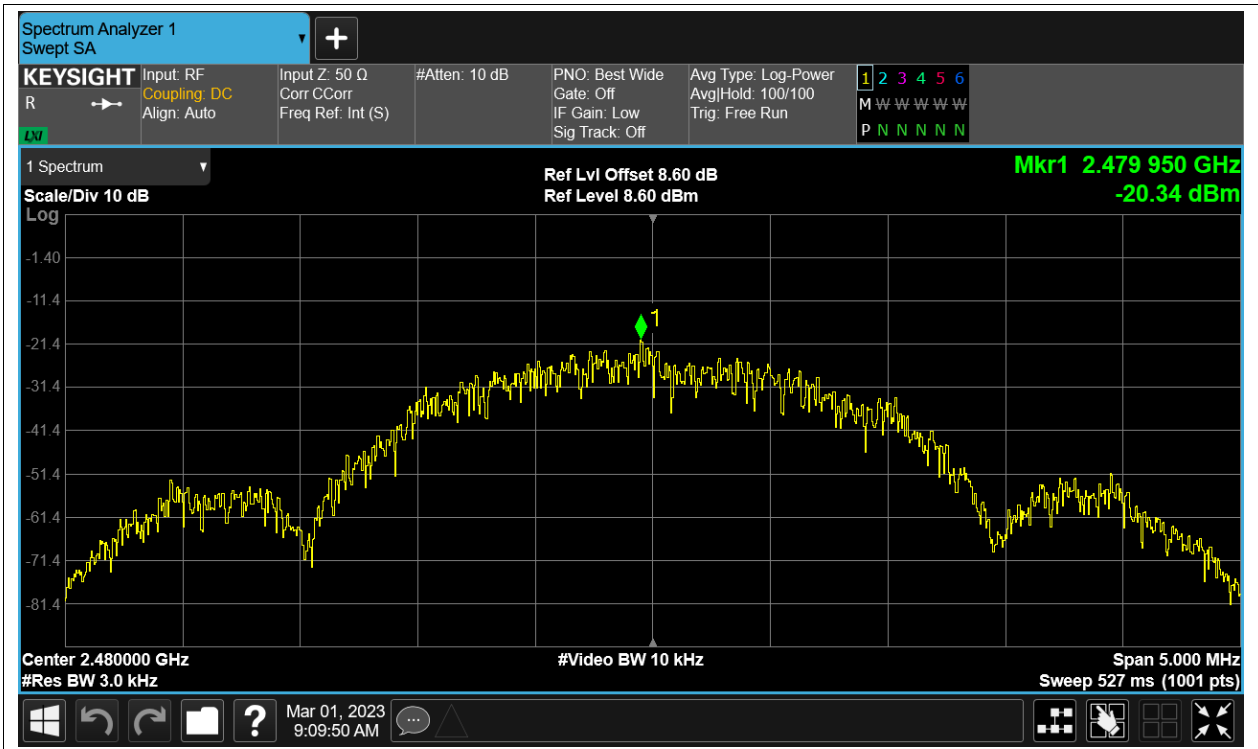 Spectrum Analyzer 1
Swept SA
KEYSIGHT
R
LXI
Input: RF
Coupling: DC
Align: Auto
Input Z: 50 Ω
Corr CCorr
Freq Ref: Int (S)
#Atten: 10 dB
PNO: Best Wide
Gate: Off
IF Gain: Low
Sig Track: Off
Avg Type: Log-Power
Avg|Hold: 100/100
Trig: Free Run
1 2 3 4 5 6
M W W W W W
P N N N N N
1 Spectrum
Scale/Div 10 dB
Ref Lvl Offset 8.60 dB
Ref Level 8.60 dBm
Mkr1 2.479 950 GHz
-20.34 dBm
Log
-1.40
-11.4
1
-21.4
-31.4
-41.4
-51.4
-61.4
-71.4
-81.4
Center 2.480000 GHz
#Video BW 10 kHz
Span 5.000 MHz
#Res BW 3.0 kHz
Sweep 527 ms (1001 pts)
?
Mar 01, 2023
9:09:50 AM